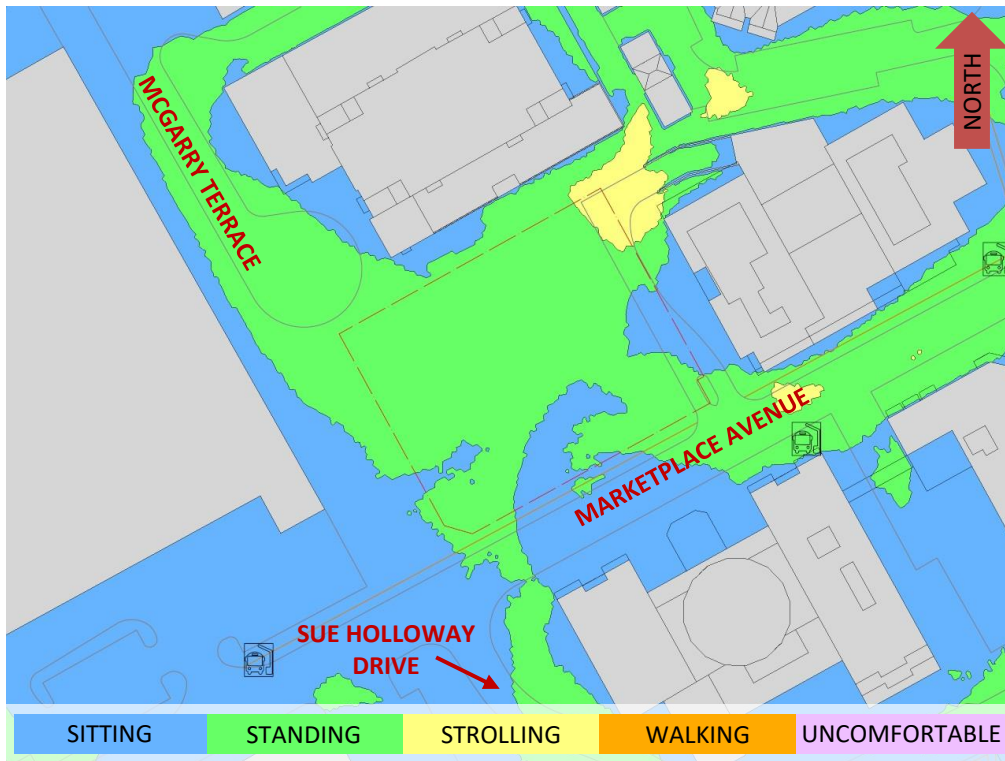 NORTH
MCGARRY TERRACE
MARKETPLACE AVENUE
SUE HOLLOWAY
DRIVE
SITTING
STANDING
STROLLING
WALKING
UNCOMFORTABLE